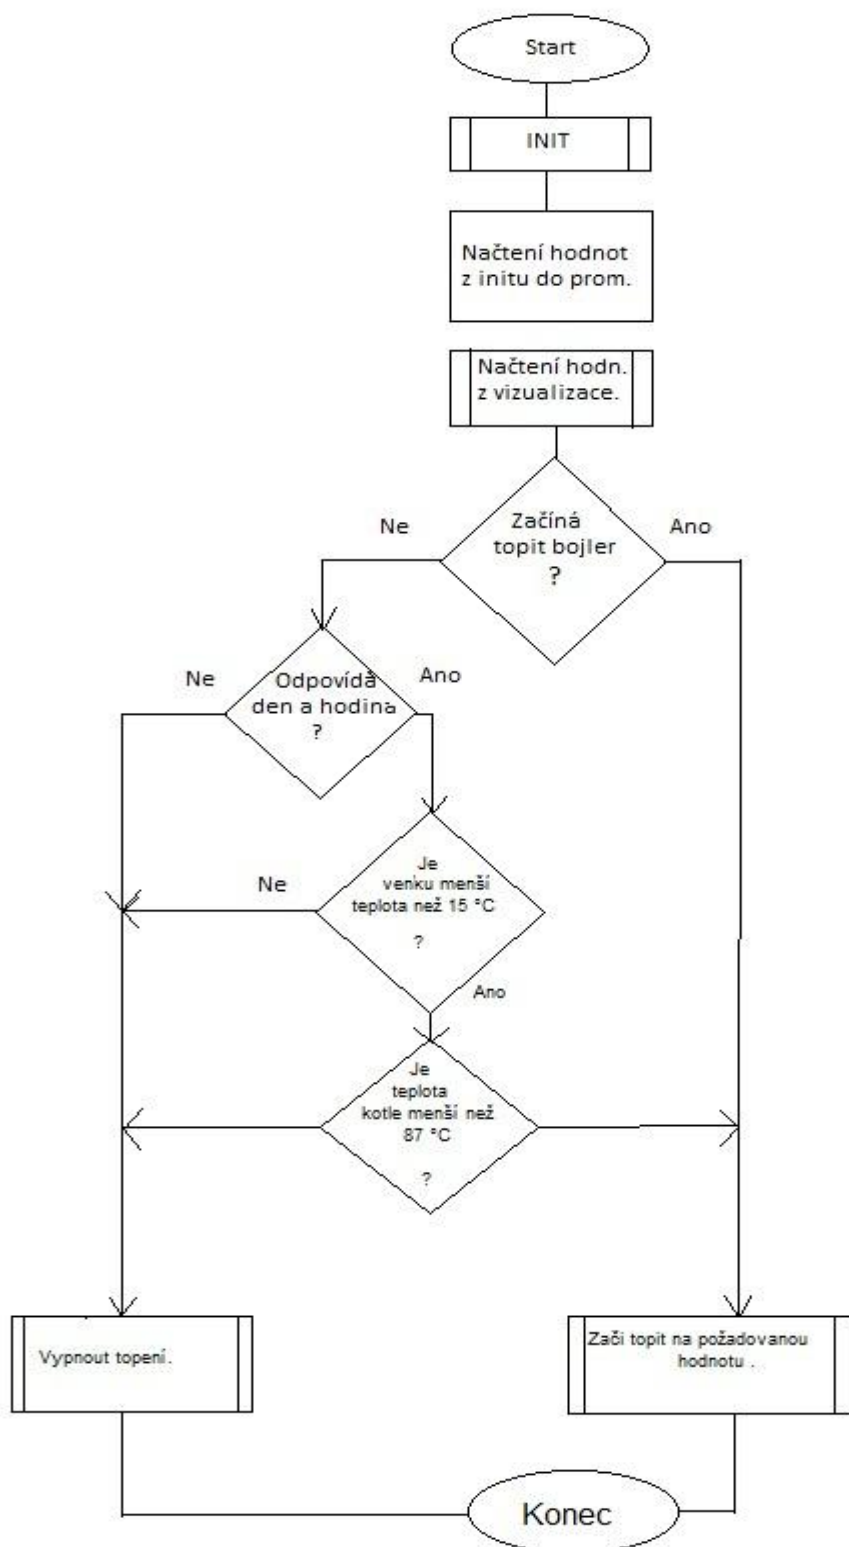 Start
INIT
Načtení hodnot
z initu do prom.
Načtení hodn.
z vizualizace.
Začíná
topit bojler
?
Ne
Ano
Odpovídá
den a hodina
?
Ne
Ano
Je
venku menší
teplota než 15 °C
?
Ne
Ano
Je
teplota
kotle menší než
87 °C
?
Vypnout topení.
Zači topit na požadovanou
hodnotu .
Konec